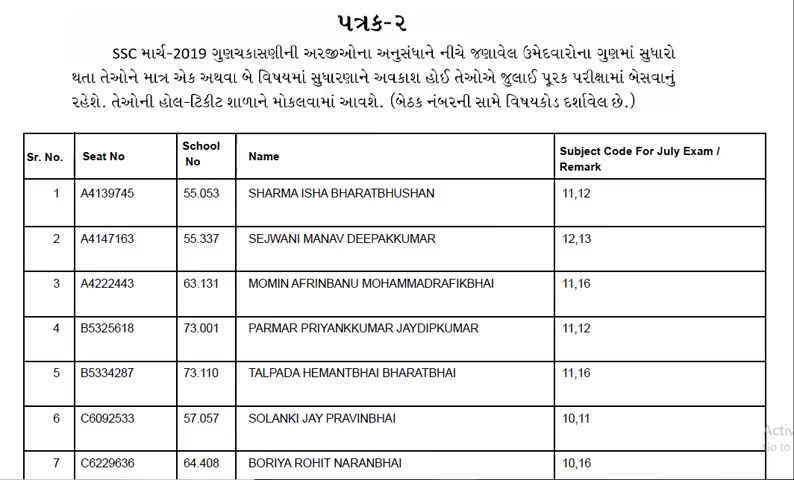 પત્રક-૨
SSC માર્ચ-2019 ગુણચકાસણીની અરજીઓના અનુસંધાને નીચે જણાવેલ ઉમેદવારોના ગુણમાં સુધારો
થતા તેઓને માત્ર એક અથવા બે વિષયમાં સુધારણાને અવકાશ હોઈ તેઓએ જુલાઈ પૂરક પરીક્ષામાં બેસવાનું
રહેશે. તેઓની હોલ-ટિકીટ શાળાને મોકલવામાં આવશે. (બેઠક નંબરની સામે વિષયકોડ દર્શાવેલ છે.)
Sr. No. Seat No School No Name Subject Code For July Exam / Remark
1 A4139745 55.053 SHARMA ISHA BHARATBHUSHAN 11,12
2 A4147163 55.337 SEJWANI MANAV DEEPAKKUMAR 12,13
3 A4222443 63.131 MOMIN AFRINBANU MOHAMMADRAFIKBHAI 11,16
4 B5325618 73.001 PARMAR PRIYANKKUMAR JAYDIPKUMAR 11,12
5 B5334287 73.110 TALPADA HEMANTBHAI BHARATBHAI 11,16
6 C6092533 57.057 SOLANKI JAY PRAVINBHAI 10,11
7 C6229636 64.408 BORIYA ROHIT NARANBHAI 10,16
Go to